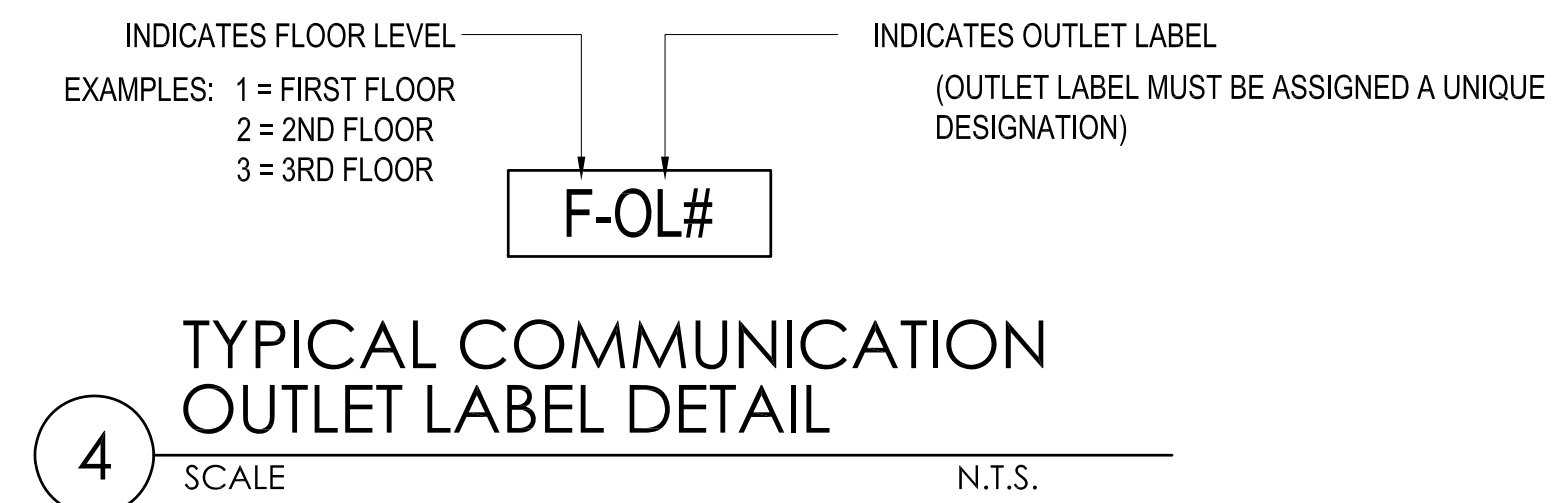 INDICATES FLOOR LEVEL
EXAMPLES: 1 = FIRST FLOOR
2 = 2ND FLOOR
3 = 3RD FLOOR
INDICATES OUTLET LABEL
(OUTLET LABEL MUST BE ASSIGNED A UNIQUE
DESIGNATION)
F-OL#
TYPICAL COMMUNICATION
OUTLET LABEL DETAIL
4
SCALE N.T.S.